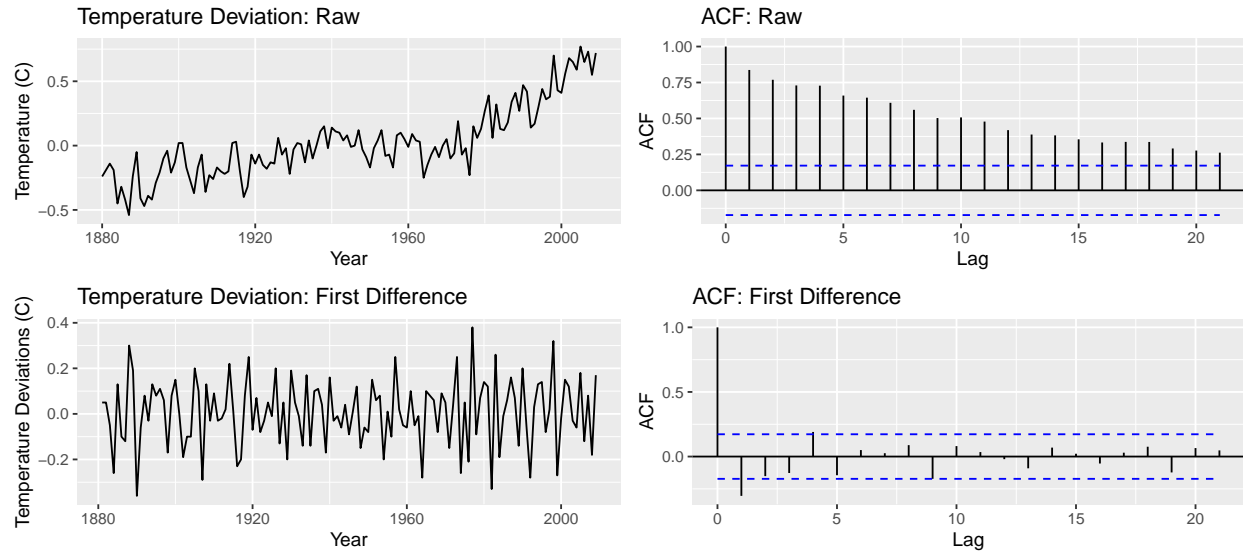 Temperature Deviation: Raw
Temperature (C)
0.5
0.0
−0.5
1880
1920
1960
2000
Year
ACF: Raw
ACF
1.00
0.75
0.50
0.25
0.00
0
5
10
15
20
Lag
Temperature Deviation: First Difference
Temperature Deviations (C)
0.4
0.2
0.0
−0.2
1880
1920
1960
2000
Year
ACF: First Difference
ACF
1.0
0.5
0.0
0
5
10
15
20
Lag